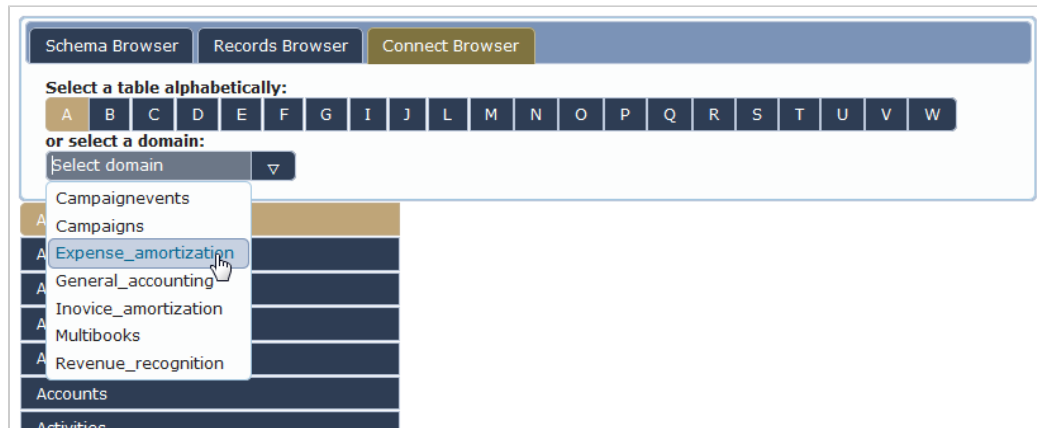 Schema Browser Records Browser Connect Browser
Select a table alphabetically:
A B C D E F G I J L M N O P Q R S T U V W
or select a domain:
Select domain
Campaignevents
Campaigns
Expense_amortization
General_accounting
Inovice_amortization
Multibooks
Revenue_recognition
Accounts
Activities